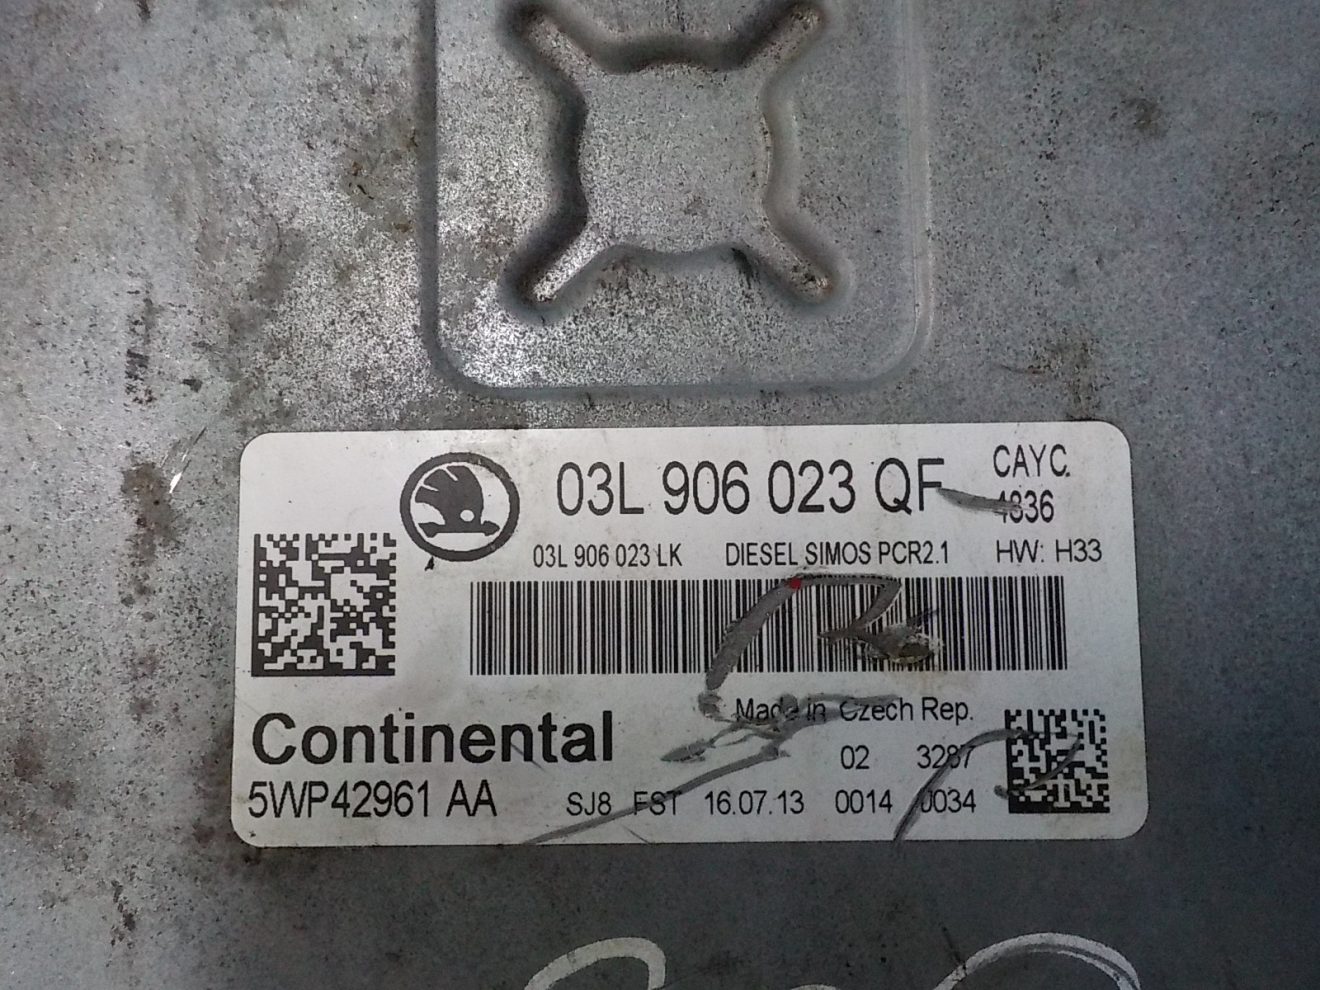 03L 906 023 QF
CAYC.
4836
03L 906 023 LK DIESEL SIMOS PCR2.1 HW: H33
Continental
Made in Czech Rep.
02 3287
5WP42961 AA SJ8 FST 16.07.13 0014 0034